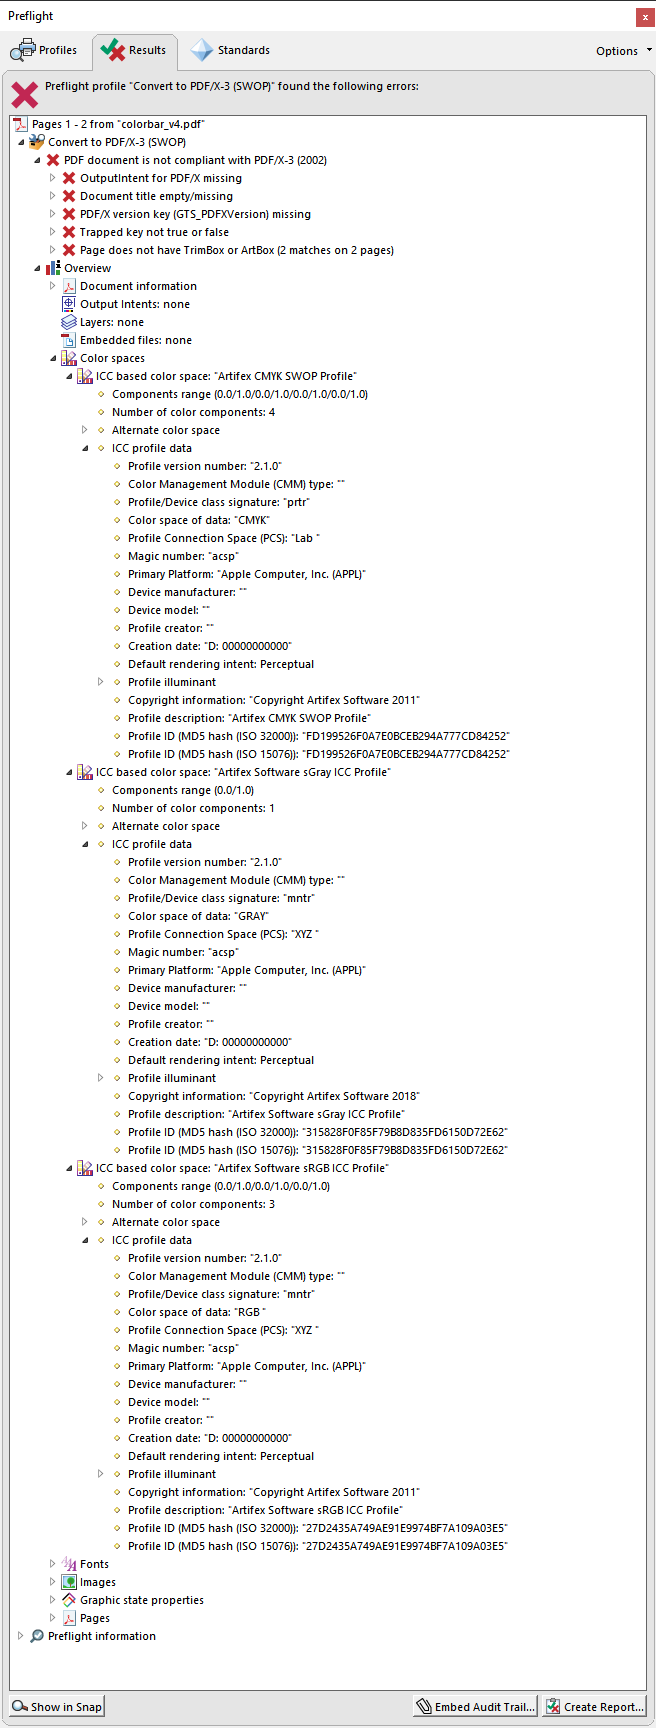 Preflight
Profiles
Results
Standards
Options
Preflight profile "Convert to PDF/X-3 (SWOP)" found the following errors:
Pages 1 - 2 from "colorbar_v4.pdf"
Convert to PDF/X-3 (SWOP)
PDF document is not compliant with PDF/X-3 (2002)
OutputIntent for PDF/X missing
Document title empty/missing
PDF/X version key (GTS_PDFXVersion) missing
Trapped key not true or false
Page does not have TrimBox or ArtBox (2 matches on 2 pages)
Overview
Document information
Output Intents: none
Layers: none
Embedded files: none
Color spaces
ICC based color space: "Artifex CMYK SWOP Profile"
Components range (0.0/1.0/0.0/1.0/0.0/1.0/0.0/1.0)
Number of color components: 4
Alternate color space
ICC profile data
Profile version number: "2.1.0"
Color Management Module (CMM) type: ""
Profile/Device class signature: "prtr"
Color space of data: "CMYK"
Profile Connection Space (PCS): "Lab "
Magic number: "acsp"
Primary Platform: "Apple Computer, Inc. (APPL)"
Device manufacturer: ""
Device model: ""
Profile creator: ""
Creation date: "D: 00000000000"
Default rendering intent: Perceptual
Profile illuminant
Copyright information: "Copyright Artifex Software 2011"
Profile description: "Artifex CMYK SWOP Profile"
Profile ID (MD5 hash (ISO 32000)): "FD199526F0A7E0BCEB294A777CD84252"
Profile ID (MD5 hash (ISO 15076)): "FD199526F0A7E0BCEB294A777CD84252"
ICC based color space: "Artifex Software sGray ICC Profile"
Components range (0.0/1.0)
Number of color components: 1
Alternate color space
ICC profile data
Profile version number: "2.1.0"
Color Management Module (CMM) type: ""
Profile/Device class signature: "mntr"
Color space of data: "GRAY"
Profile Connection Space (PCS): "XYZ "
Magic number: "acsp"
Primary Platform: "Apple Computer, Inc. (APPL)"
Device manufacturer: ""
Device model: ""
Profile creator: ""
Creation date: "D: 00000000000"
Default rendering intent: Perceptual
Profile illuminant
Copyright information: "Copyright Artifex Software 2018"
Profile description: "Artifex Software sGray ICC Profile"
Profile ID (MD5 hash (ISO 32000)): "315828F0F85F79B8D835FD6150D72E62"
Profile ID (MD5 hash (ISO 15076)): "315828F0F85F79B8D835FD6150D72E62"
ICC based color space: "Artifex Software sRGB ICC Profile"
Components range (0.0/1.0/0.0/1.0/0.0/1.0)
Number of color components: 3
Alternate color space
ICC profile data
Profile version number: "2.1.0"
Color Management Module (CMM) type: ""
Profile/Device class signature: "mntr"
Color space of data: "RGB "
Profile Connection Space (PCS): "XYZ "
Magic number: "acsp"
Primary Platform: "Apple Computer, Inc. (APPL)"
Device manufacturer: ""
Device model: ""
Profile creator: ""
Creation date: "D: 00000000000"
Default rendering intent: Perceptual
Profile illuminant
Copyright information: "Copyright Artifex Software 2011"
Profile description: "Artifex Software sRGB ICC Profile"
Profile ID (MD5 hash (ISO 32000)): "27D2435A749AE91E9974BF7A109A03E5"
Profile ID (MD5 hash (ISO 15076)): "27D2435A749AE91E9974BF7A109A03E5"
Fonts
Images
Graphic state properties
Pages
Preflight information
Show in Snap
Embed Audit Trail...
Create Report...